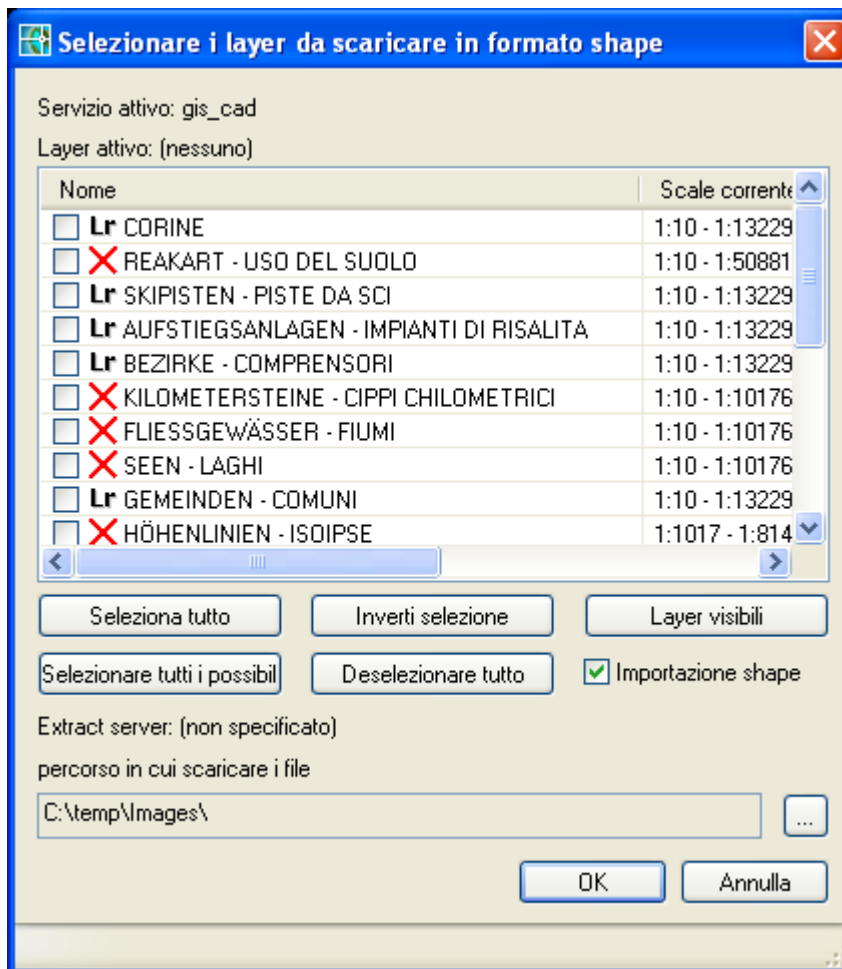 Selezionare i layer da scaricare in formato shape
Servizio attivo: gis_cad
Layer attivo: (nessuno)
Nome Scale corrente
Lr CORINE 1:10 - 1:13229
REAKART - USO DEL SUOLO 1:10 - 1:50881
Lr SKIPISTEN - PISTE DA SCI 1:10 - 1:13229
Lr AUFSTIEGSANLAGEN - IMPIANTI DI RISALITA 1:10 - 1:13229
Lr BEZIRKE - COMPRENSORI 1:10 - 1:13229
KILOMETERSTEINE - CIPPI CHILOMETRICI 1:10 - 1:10176
FLIESSGEWÄSSER - FIUMI 1:10 - 1:10176
SEEN - LAGHI 1:10 - 1:10176
Lr GEMEINDEN - COMUNI 1:10 - 1:13229
HÖHENLINIEN - ISOIPSE 1:1017 - 1:814
Seleziona tutto Inverti selezione Layer visibili
Selezionare tutti i possibil Deselezionare tutto Importazione shape
Extract server: (non specificato)
percorso in cui scaricare i file
C:\temp\Images\ ...
OK Annulla